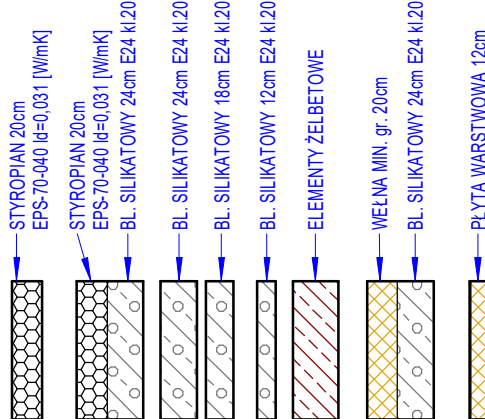 STYROPIAN 20cm
EPS-70-040 ld=0,031 [W/mK]
STYROPIAN 20cm
EPS-70-040 ld=0,031 [W/mK]
BL. SILIKATOWY 24cm E24 kl.20
BL. SILIKATOWY 24cm E24 kl.20
BL. SILIKATOWY 18cm E24 kl.20
BL. SILIKATOWY 12cm E24 kl.20
ELEMENTY ŻELBETOWE
WEŁNA MIN. gr. 20cm
BL. SILIKATOWY 24cm E24 kl.20
PŁYTA WARSTWOWA 12cm